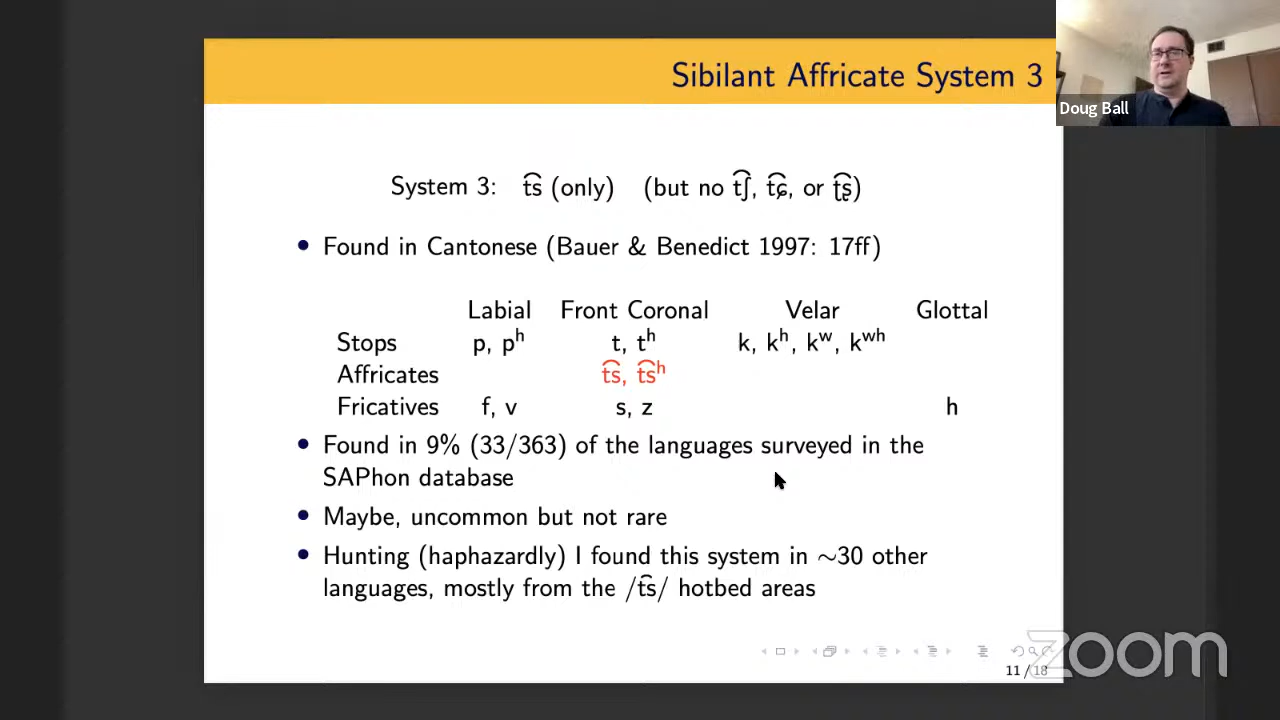 Sibilant Affricate System 3
Doug Ball
System 3: t͡s (only) (but no t͡ʃ, t͡ɕ, or ʈ͡ʂ)
• Found in Cantonese (Bauer & Benedict 1997: 17ff)
Labial Front Coronal Velar Glottal
Stops p, pʰ t, tʰ k, kʰ, kʷ, kʷʰ
Affricates t͡s, t͡sʰ
Fricatives f, v s, z h
• Found in 9% (33/363) of the languages surveyed in the
SAPhon database
• Maybe, uncommon but not rare
• Hunting (haphazardly) I found this system in ∼30 other
languages, mostly from the /t͡s/ hotbed areas
11 / 18
zoom